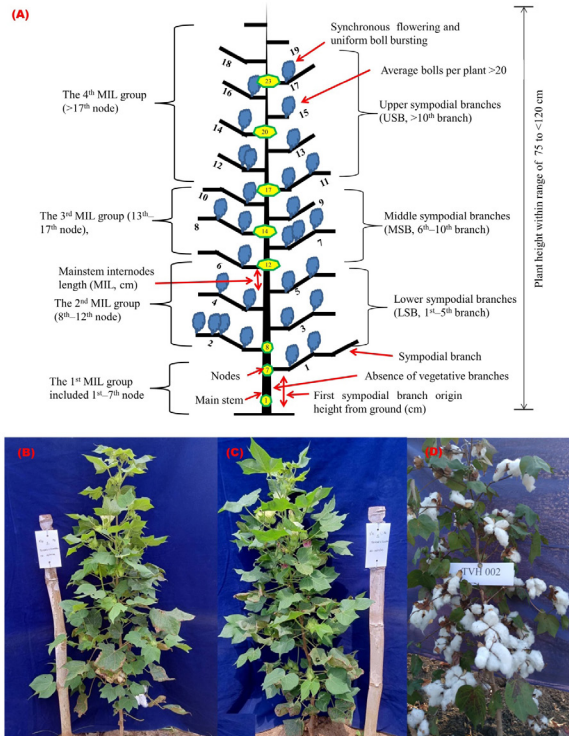 (A)
Synchronous flowering and
uniform boll bursting
Average bolls per plant >20
The 4th MIL group
(>17th node)
Upper sympodial branches
(USB, >10th branch)
The 3rd MIL group (13th–
17th node),
Middle sympodial branches
(MSB, 6th–10th branch)
Mainstem internodes
length (MIL, cm)
The 2nd MIL group
(8th–12th node)
Lower sympodial branches
(LSB, 1st–5th branch)
Sympodial branch
Nodes
Absence of vegetative branches
The 1st MIL group
included 1st–7th node
Main stem
First sympodial branch origin
height from ground (cm)
Plant height within range of 75 to <120 cm
19
18
17
16
15
14
13
12
11
10
9
8
7
6
5
4
3
2
1
23
20
17
14
12
8
7
1
(B)
(C)
(D)
TVH 002